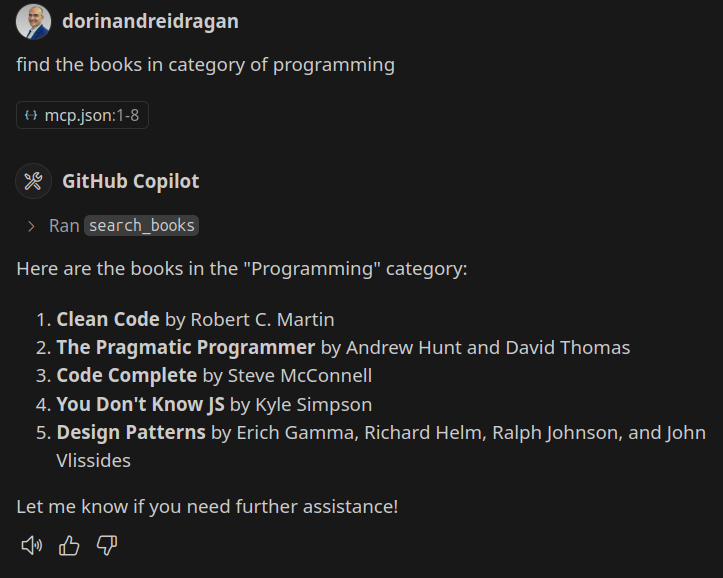 dorinandreidragan
find the books in category of programming
mcp.json:1-8
GitHub Copilot
Ran search_books
Here are the books in the "Programming" category:
1. Clean Code by Robert C. Martin
2. The Pragmatic Programmer by Andrew Hunt and David Thomas
3. Code Complete by Steve McConnell
4. You Don't Know JS by Kyle Simpson
5. Design Patterns by Erich Gamma, Richard Helm, Ralph Johnson, and John
Vlissides
Let me know if you need further assistance!